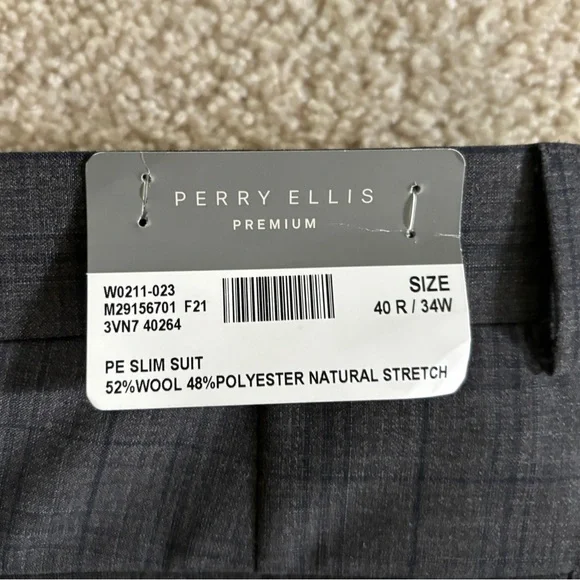 PERRY ELLIS
PREMIUM
W0211-023
M29156701 F21
3VN7 40264
SIZE
40 R / 34W
PE SLIM SUIT
52%WOOL 48%POLYESTER NATURAL STRETCH